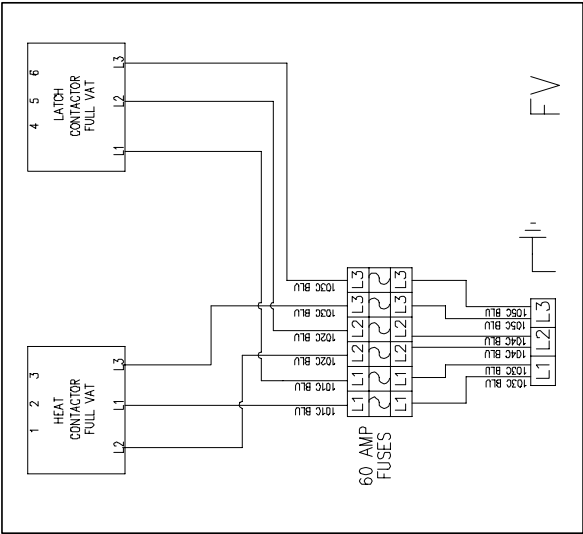 6
5
4
LATCH
CONTACTOR
FULL VAT
L3
L2
L1
FV
3
2
1
HEAT
CONTACTOR
FULL VAT
L3
L1
L2
103C BLU
103C BLU
102C BLU
102C BLU
101C BLU
101C BLU
L3
L3
L2
L2
L1
L1
L3
L3
L2
L2
L1
L1
60 AMP
FUSES
105C BLU
105C BLU
104C BLU
104C BLU
103C BLU
103C BLU
L3
L2
L1